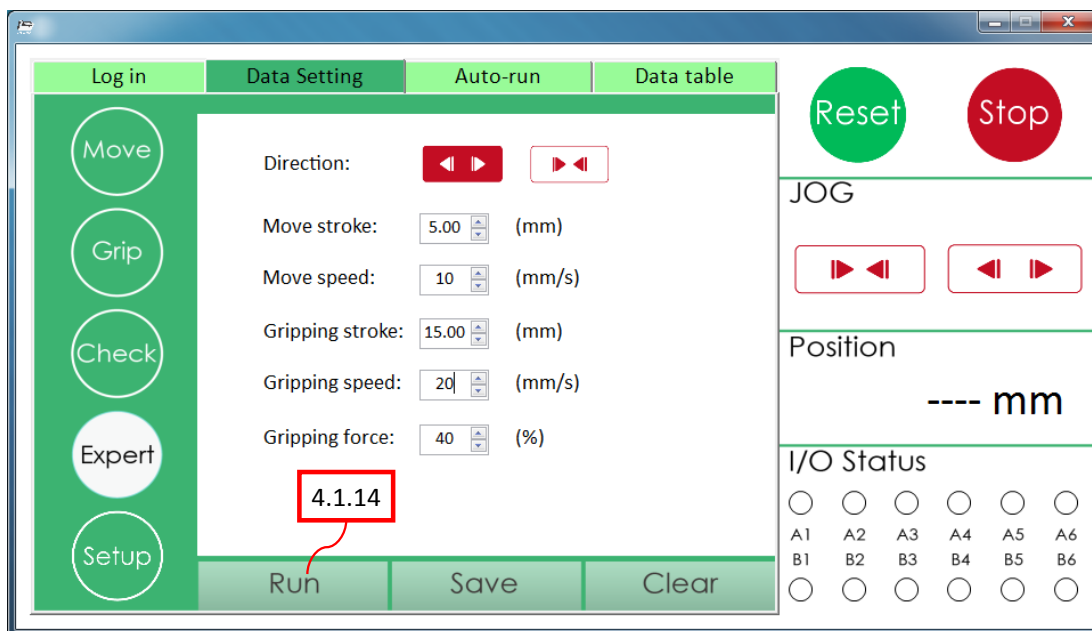 Log in Data Setting Auto-run Data table
Reset Stop
Move
Grip
Check
Expert
Setup
Direction:
Move stroke: 5.00 (mm)
Move speed: 10 (mm/s)
Gripping stroke: 15.00 (mm)
Gripping speed: 20 (mm/s)
Gripping force: 40 (%)
4.1.14
Run Save Clear
JOG
Position
---- mm
I/O Status
A1 A2 A3 A4 A5 A6
B1 B2 B3 B4 B5 B6